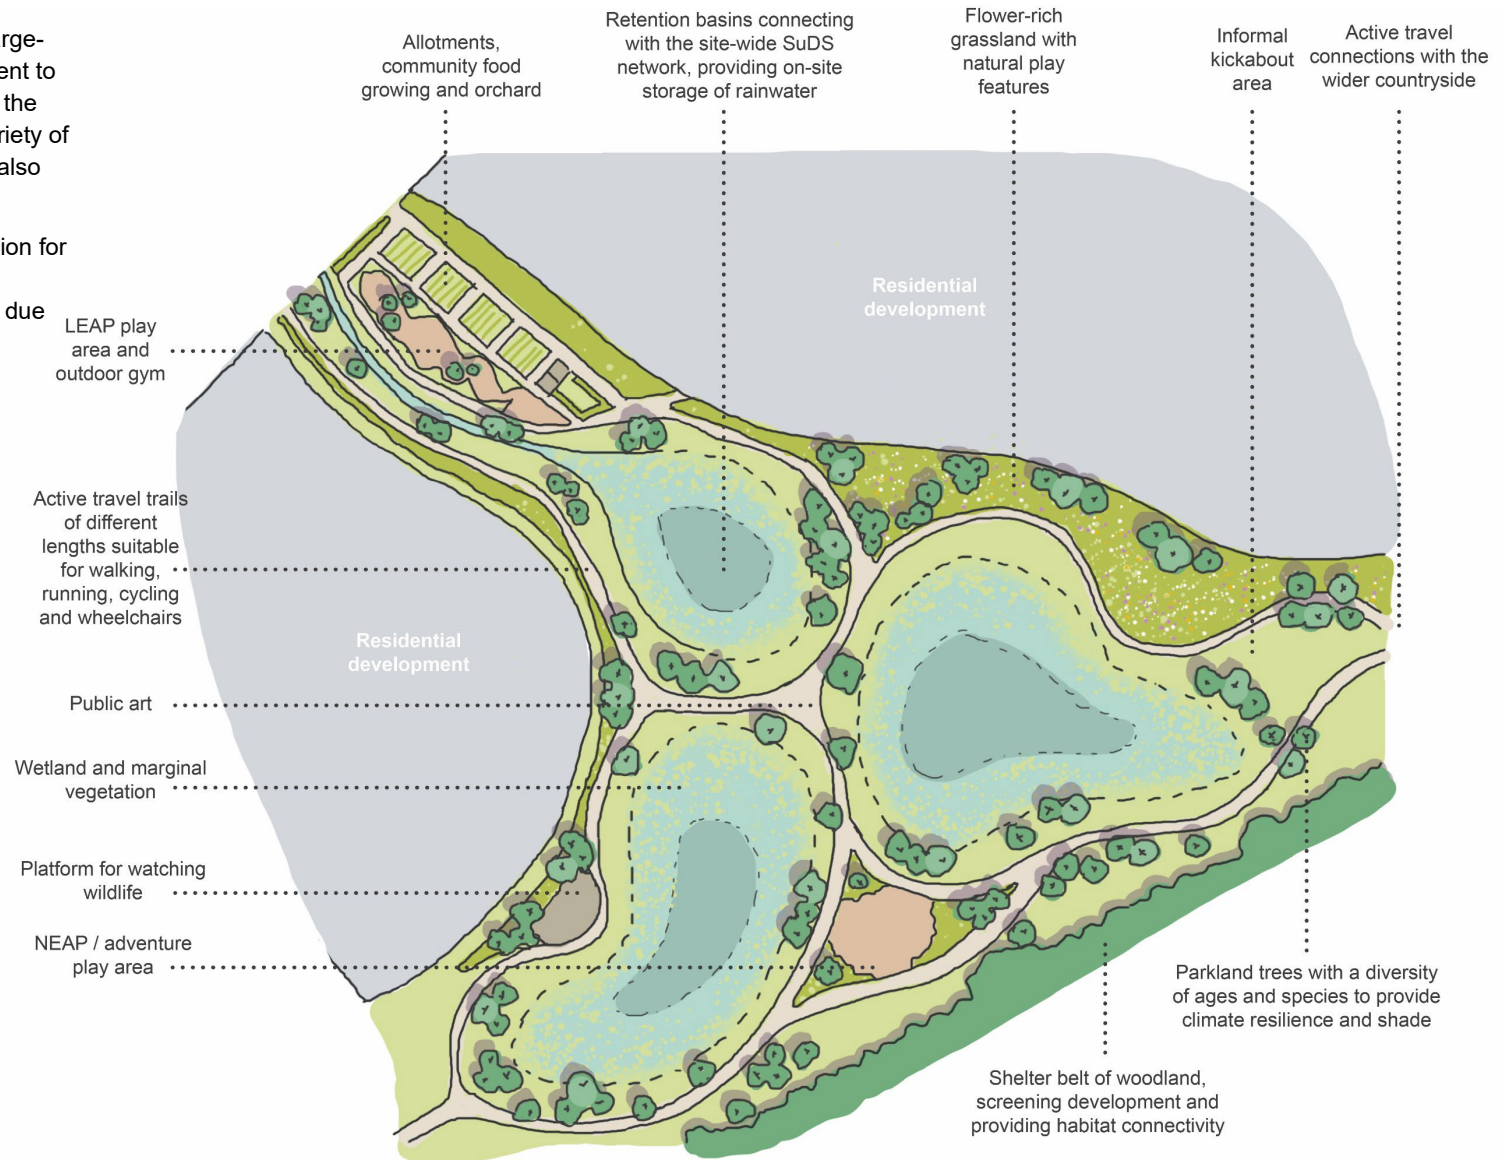 arge-
ent to
the
riety of
also
ion for
due
Allotments,
community food
growing and orchard
Retention basins connecting
with the site-wide SuDS
network, providing on-site
storage of rainwater
Flower-rich
grassland with
natural play
features
Informal
kickabout
area
Active travel
connections with the
wider countryside
Residential
development
LEAP play
area and
outdoor gym
Active travel trails
of different
lengths suitable
for walking,
running, cycling
and wheelchairs
Residential
development
Public art
Wetland and marginal
vegetation
Platform for watching
wildlife
NEAP / adventure
play area
Parkland trees with a diversity
of ages and species to provide
climate resilience and shade
Shelter belt of woodland,
screening development and
providing habitat connectivity